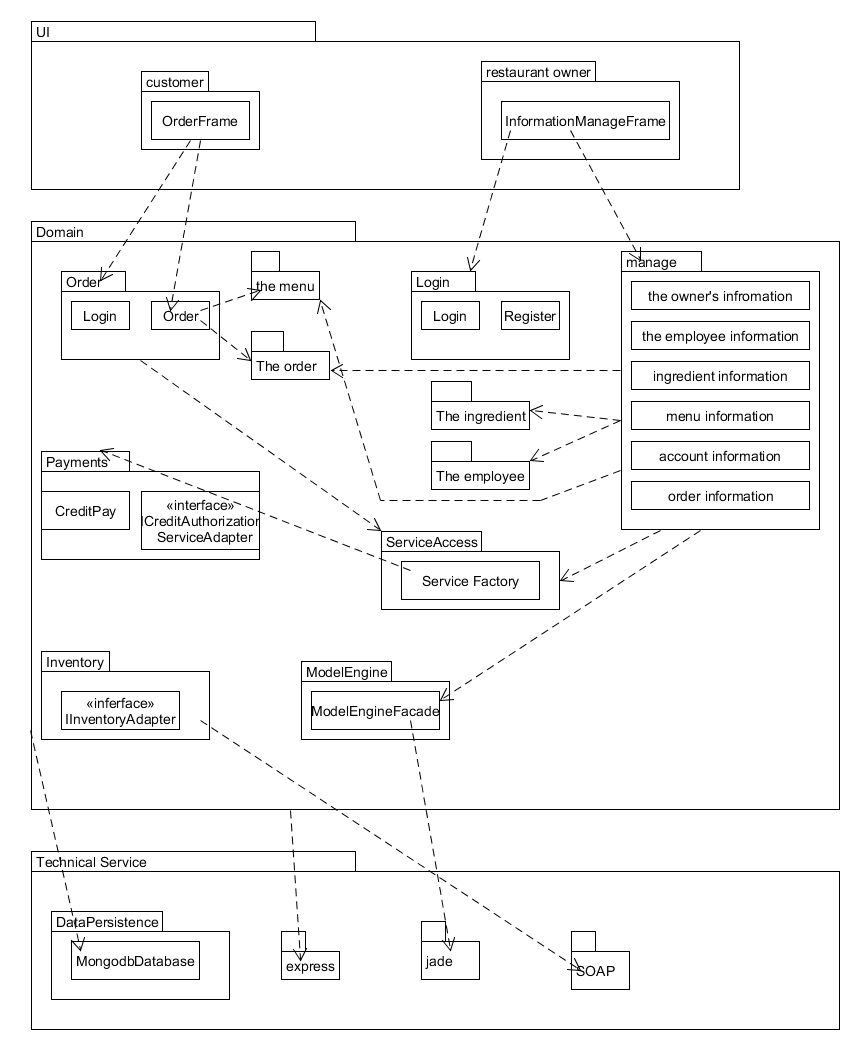 UI
customer
OrderFrame
restaurant owner
InformationManageFrame
Domain
Order
Login
Order
the menu
The order
Login
Login
Register
manage
the owner's infromation
the employee information
ingredient information
menu information
account information
order information
The ingredient
The employee
Payments
CreditPay
«interface»
ICreditAuthorization
ServiceAdapter
ServiceAccess
Service Factory
Inventory
«inferface»
IInventoryAdapter
ModelEngine
ModelEngineFacade
Technical Service
DataPersistence
MongodbDatabase
express
jade
SOAP